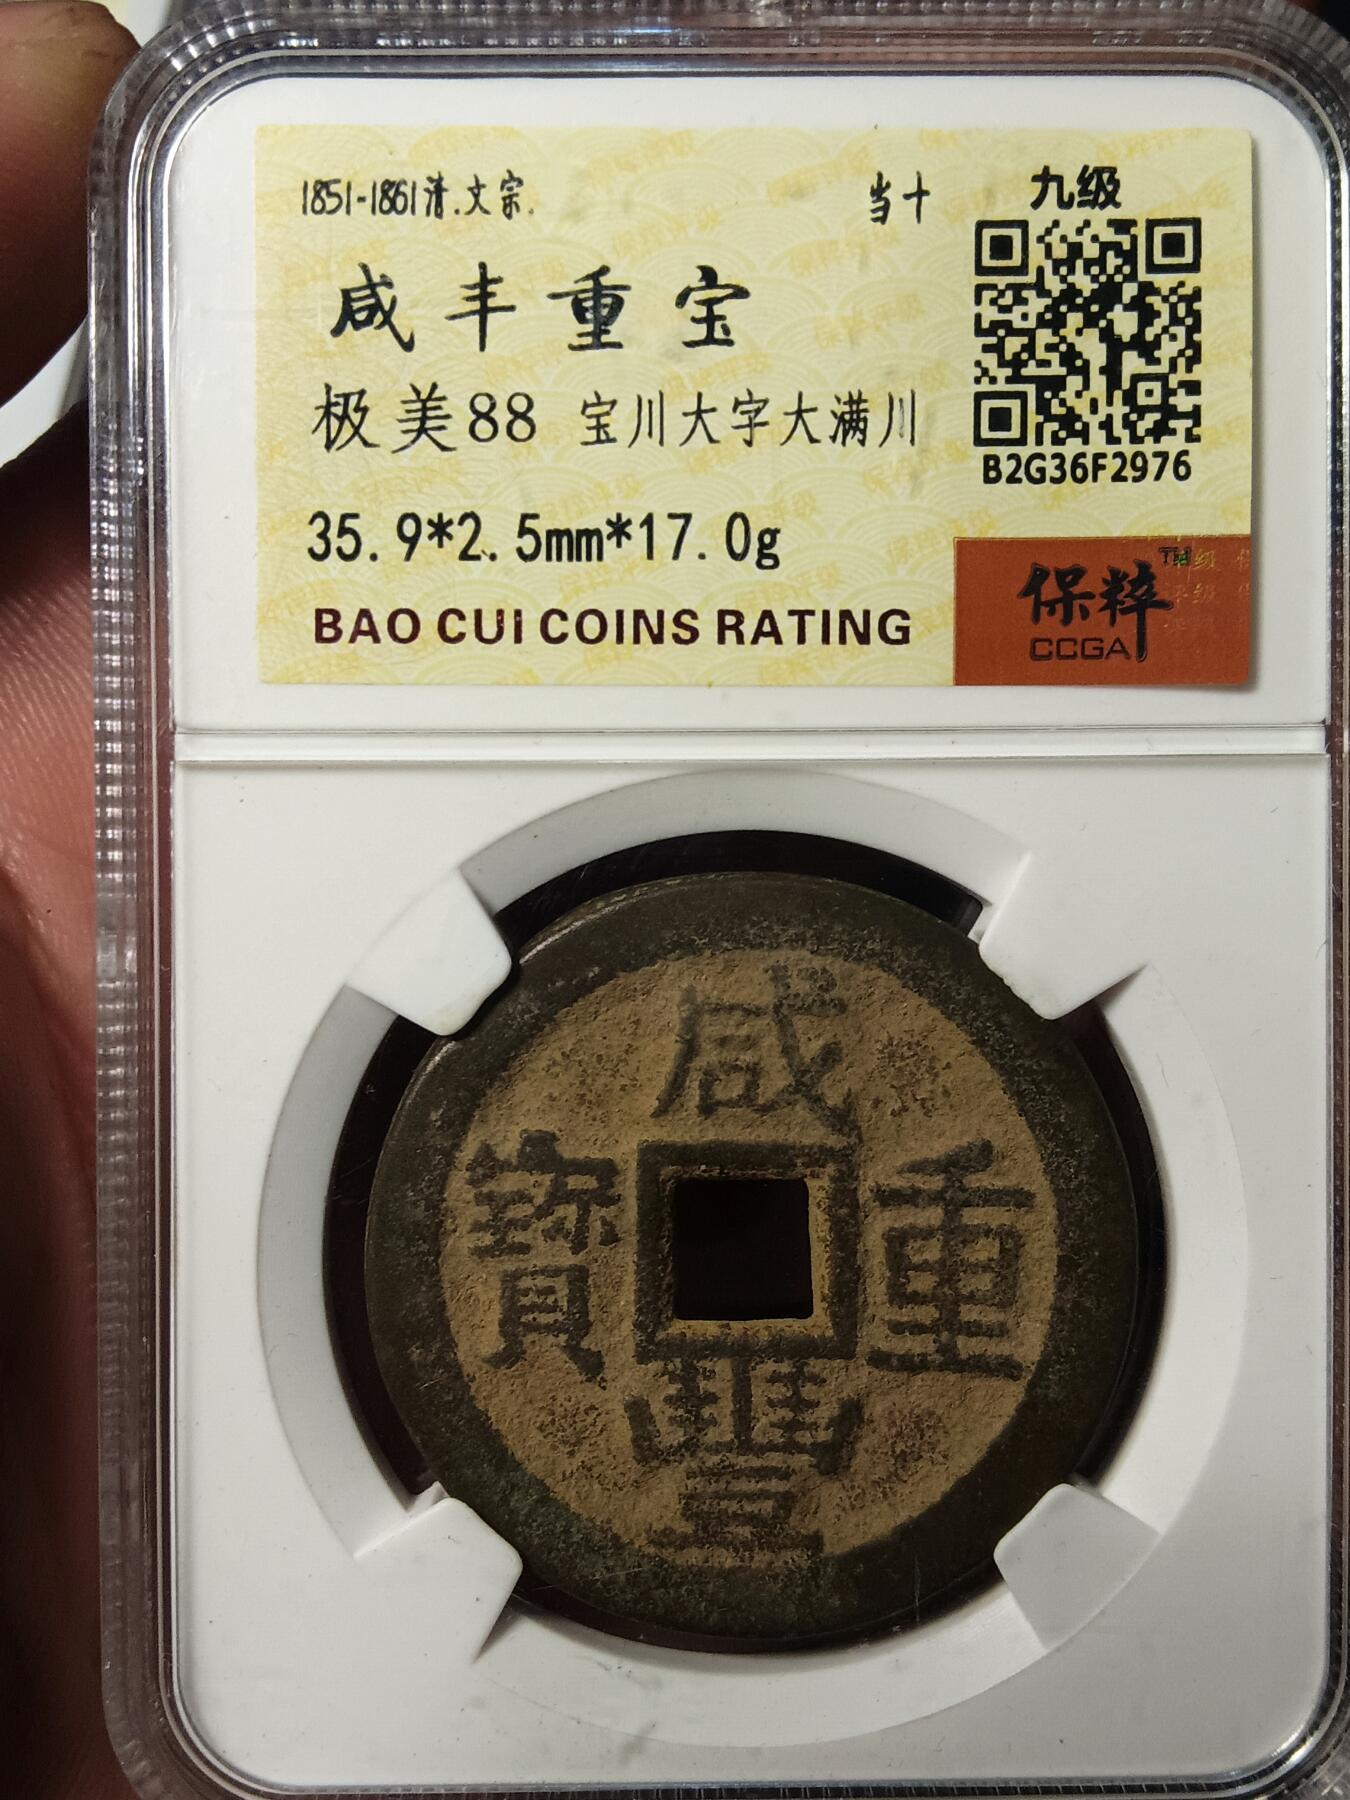 1851-1861清.文宗.
当十
九级
咸丰重宝
极美88 宝川大字大满川
B2G36F2976
35.9*2.5mm*17.0g
BAO CUI COINS RATING
保粹™
CCGA
咸
寶 重
豐